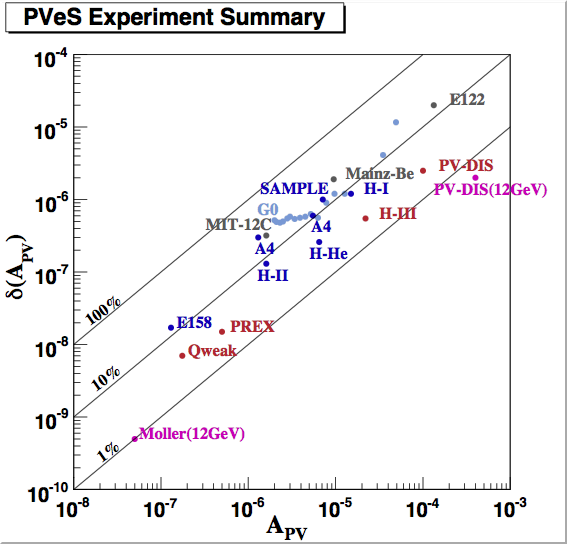 PVeS Experiment Summary
10^-4
10^-5
10^-6
10^-7
10^-8
10^-9
10^-10
δ(A_PV)
E122
PV-DIS
Mainz-Be
PV-DIS(12GeV)
SAMPLE
H-I
G0
H-III
MIT-12C
A4
A4
H-He
H-II
100%
E158
PREX
Qweak
10%
Moller(12GeV)
1%
10^-8
10^-7
10^-6
10^-5
10^-4
10^-3
A_PV